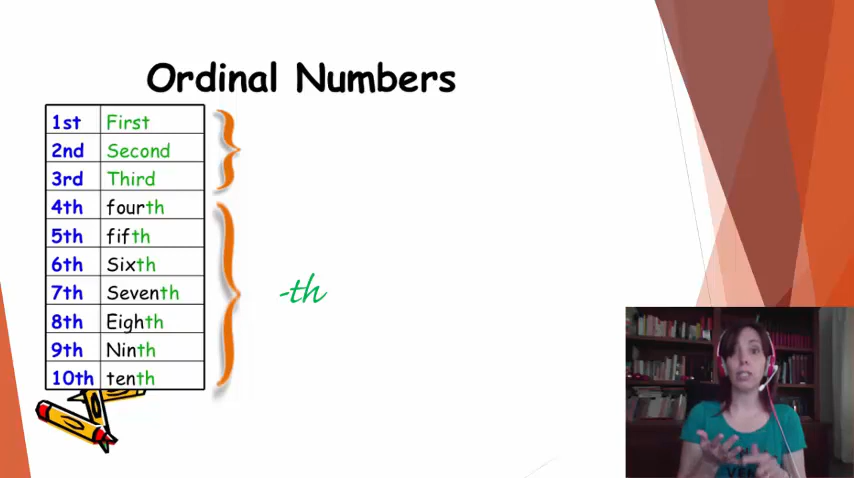 Ordinal Numbers
1st First
2nd Second
3rd Third
4th fourth
5th fifth
6th Sixth
7th Seventh
8th Eighth
9th Ninth
10th tenth
-th